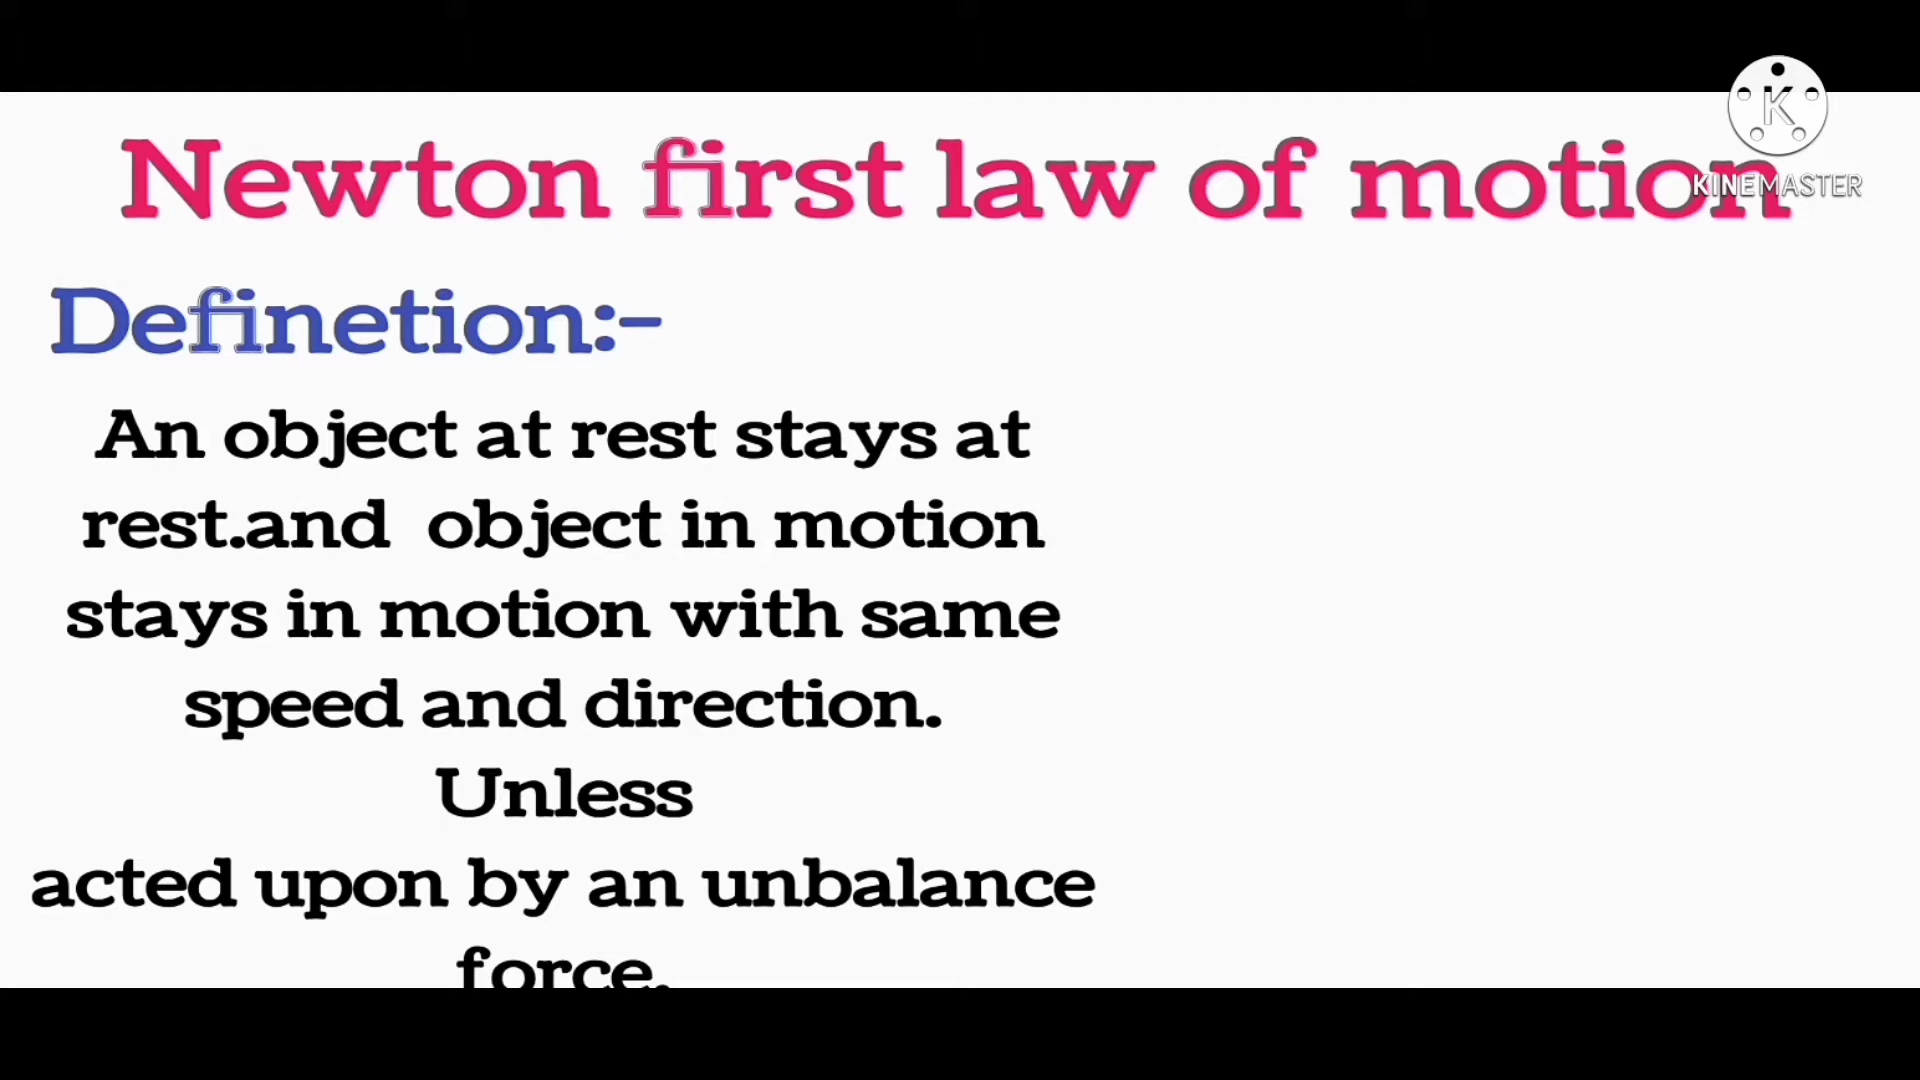 Newton first law of motion
K
KINEMASTER
Definetion:-
An object at rest stays at
rest.and object in motion
stays in motion with same
speed and direction.
Unless
acted upon by an unbalance
force.